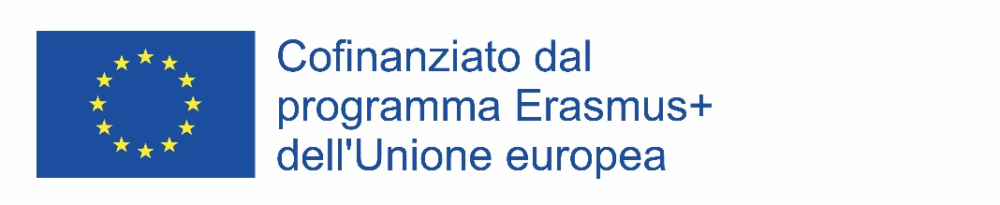 Cofinanziato dal
programma Erasmus+
dell'Unione europea